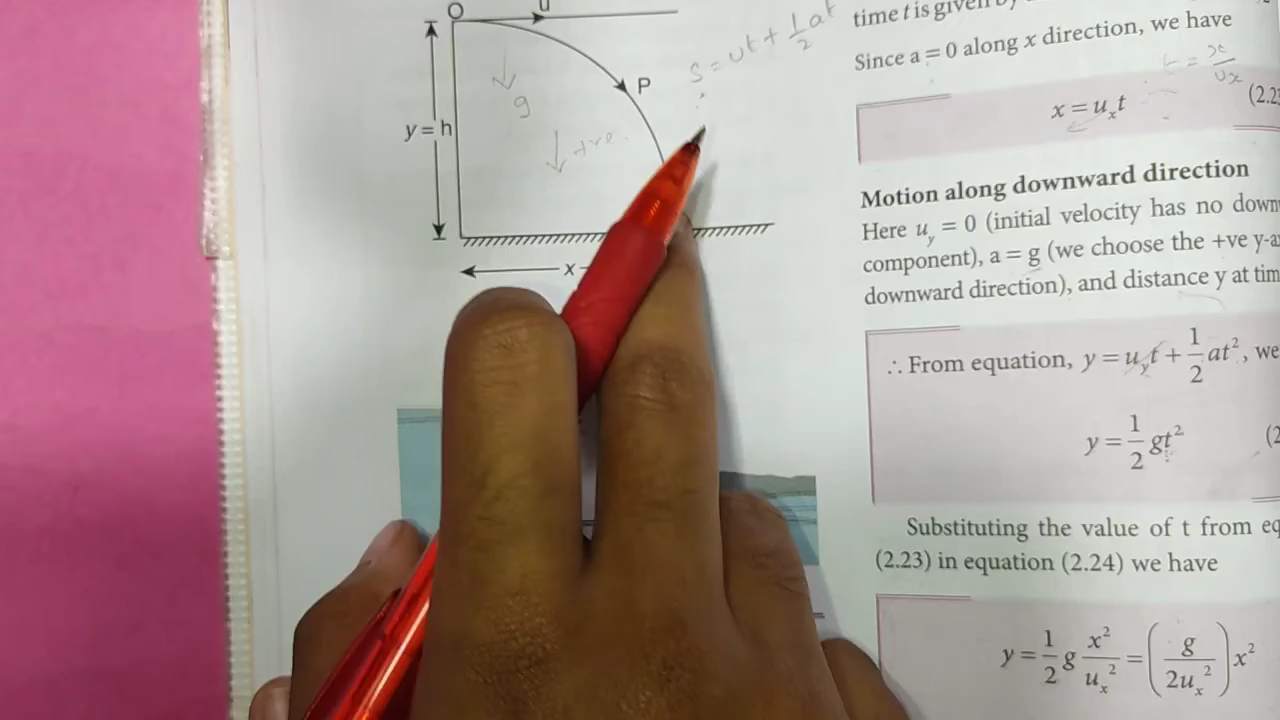 O
u
P
g
+ve
y = h
x
S = ut + 1/2 at
time t is given by
Since a = 0 along x direction, we have
t = x/ux
x = uₓt
(2.2
Motion along downward direction
Here u_y = 0 (initial velocity has no down
component), a = g (we choose the +ve y-a
downward direction), and distance y at tim
∴ From equation, y = u_y t + 1/2 at², we
y = 1/2 gt²
(2
Substituting the value of t from eq
(2.23) in equation (2.24) we have
y = 1/2 g x²/uₓ² = (g/2uₓ²) x²